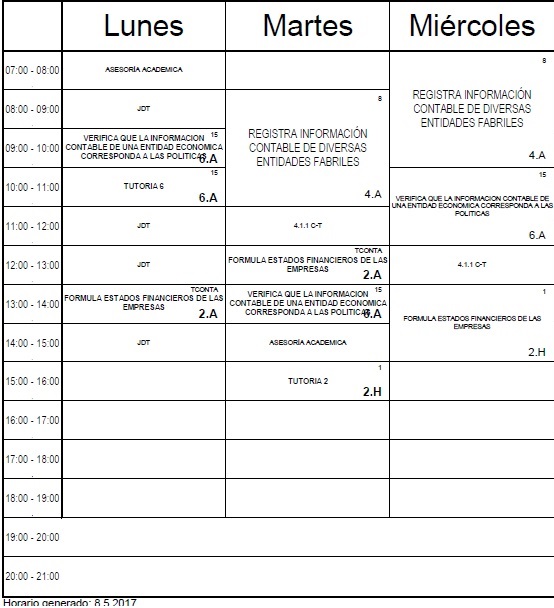 Lunes Martes Miércoles
07:00 - 08:00
ASESORÍA ACADEMICA
8
REGISTRA INFORMACIÓN
CONTABLE DE DIVERSAS
ENTIDADES FABRILES
4.A
08:00 - 09:00
JDT
8
REGISTRA INFORMACIÓN
CONTABLE DE DIVERSAS
ENTIDADES FABRILES
4.A
09:00 - 10:00
VERIFICA QUE LA INFORMACION 15
CONTABLE DE UNA ENTIDAD ECONOMICA
CORRESPONDA A LAS POLITICAS
6.A
10:00 - 11:00
15
TUTORIA 6
6.A
15
VERIFICA QUE LA INFORMACION CONTABLE DE
UNA ENTIDAD ECONOMICA CORRESPONDA A LAS
POLITICAS
6.A
11:00 - 12:00
JDT
4.1.1 C-T
12:00 - 13:00
JDT
TCONTA
FORMULA ESTADOS FINANCIEROS DE LAS
EMPRESAS
2.A
4.1.1 C-T
13:00 - 14:00
TCONTA
FORMULA ESTADOS FINANCIEROS DE LAS
EMPRESAS
2.A
VERIFICA QUE LA INFORMACION 15
CONTABLE DE UNA ENTIDAD ECONOMICA
CORRESPONDA A LAS POLITICAS
6.A
1
FORMULA ESTADOS FINANCIEROS DE LAS
EMPRESAS
2.H
14:00 - 15:00
JDT
ASESORÍA ACADEMICA
15:00 - 16:00
1
TUTORIA 2
2.H
16:00 - 17:00
17:00 - 18:00
18:00 - 19:00
19:00 - 20:00
20:00 - 21:00
Horario generado: 8.5.2017